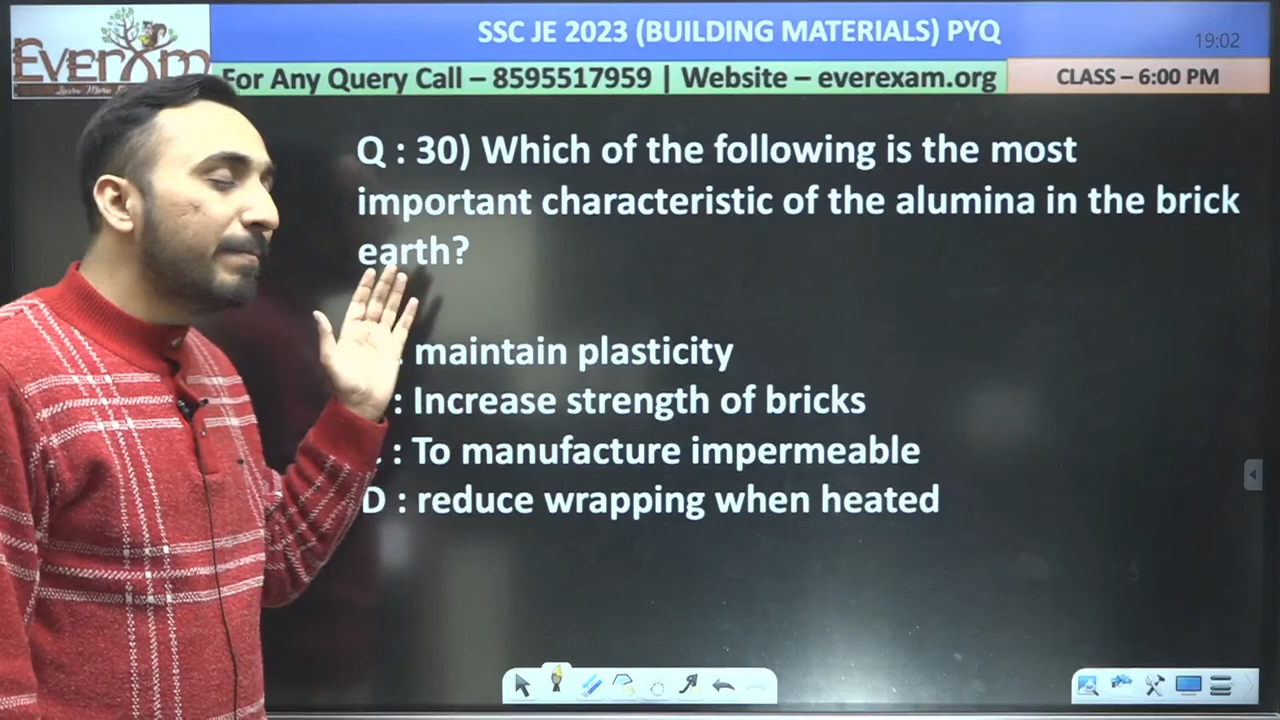 SSC JE 2023 (BUILDING MATERIALS) PYQ
19:02
For Any Query Call – 8595517959 | Website – everexam.org
CLASS – 6:00 PM
Q : 30) Which of the following is the most
important characteristic of the alumina in the brick
earth?
maintain plasticity
: Increase strength of bricks
: To manufacture impermeable
D : reduce wrapping when heated